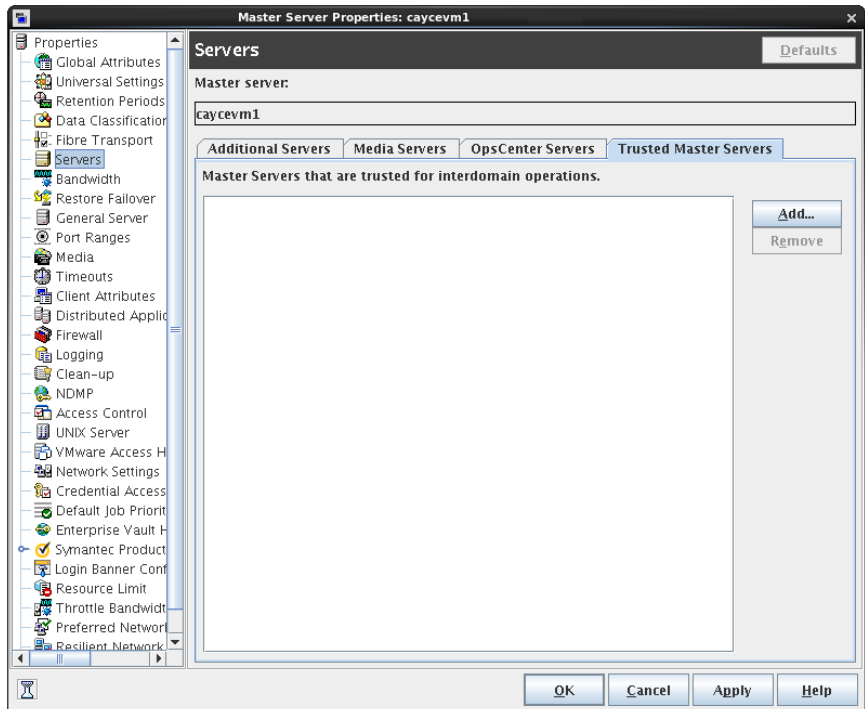 Master Server Properties: caycevm1
Properties
Global Attributes
Universal Settings
Retention Periods
Data Classification
Fibre Transport
Servers
Bandwidth
Restore Failover
General Server
Port Ranges
Media
Timeouts
Client Attributes
Distributed Applic
Firewall
Logging
Clean-up
NDMP
Access Control
UNIX Server
VMware Access H
Network Settings
Credential Access
Default Job Priorit
Enterprise Vault H
Symantec Product
Login Banner Conf
Resource Limit
Throttle Bandwidt
Preferred Networl
Resilient Network
Servers
Defaults
Master server:
caycevm1
Additional Servers
Media Servers
OpsCenter Servers
Trusted Master Servers
Master Servers that are trusted for interdomain operations.
Add...
Remove
OK
Cancel
Apply
Help